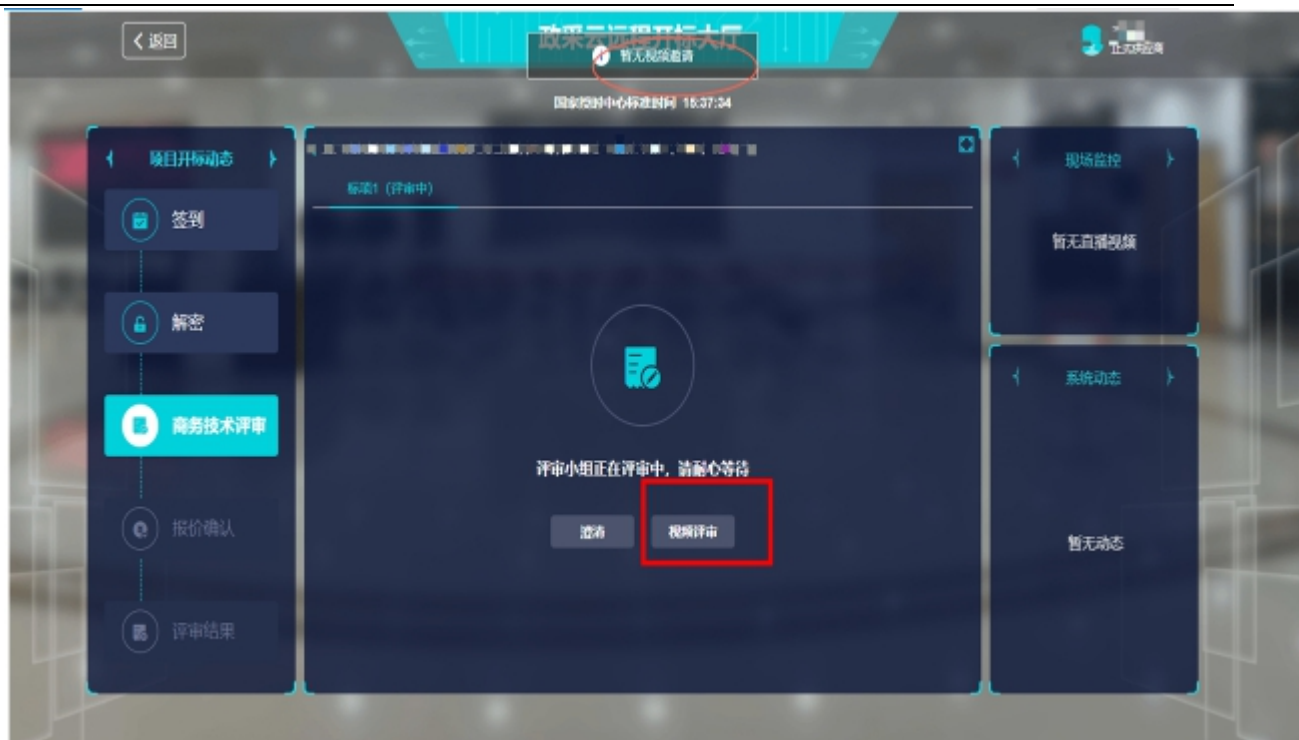 返回
政采云远程开标大厅
暂无视频邀请
国家授时中心标准时间 16:37:34
项目开标动态
签到
解密
商务技术评审
报价确认
评审结果
标项1（评审中）
评审小组正在评审中，请耐心等待
澄清
视频评审
现场监控
暂无直播视频
系统动态
暂无动态